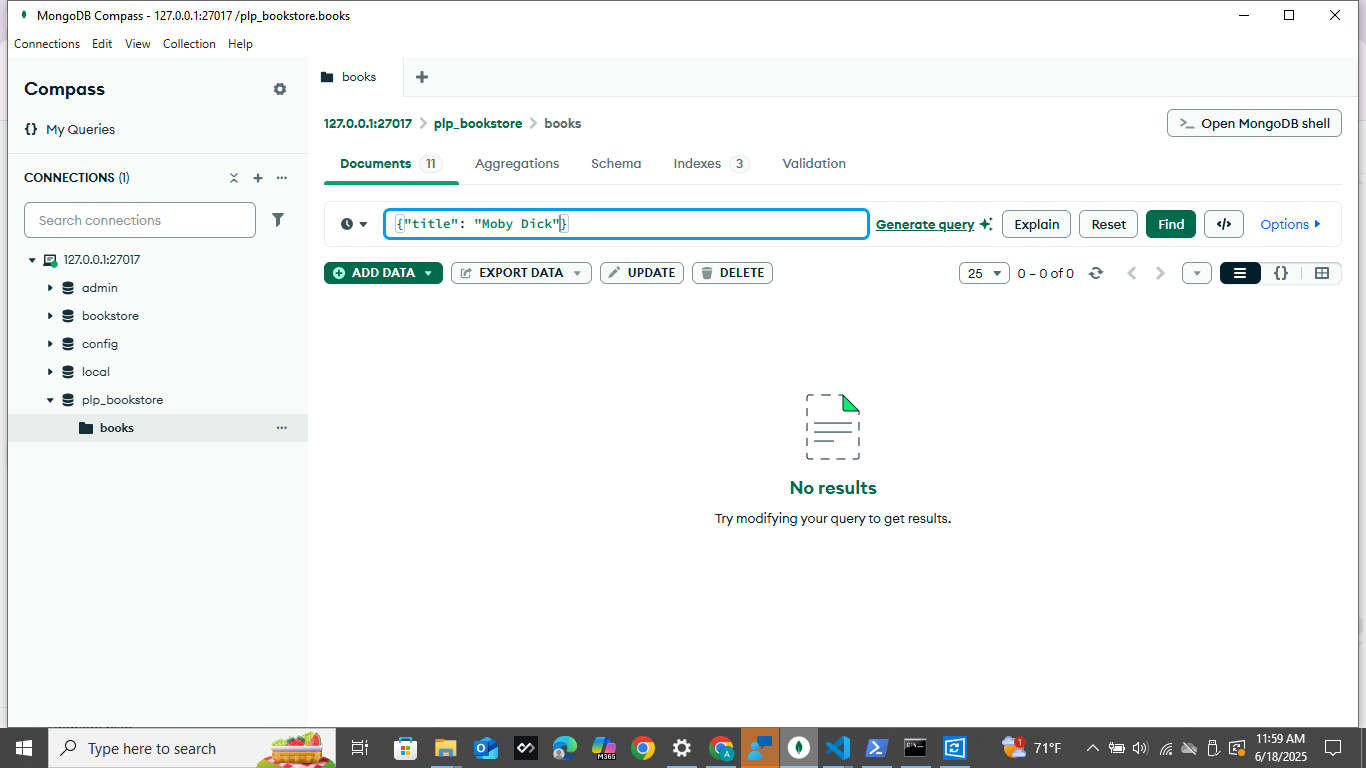 MongoDB Compass - 127.0.0.1:27017 /plp_bookstore.books
Connections Edit View Collection Help
Compass
{} My Queries
CONNECTIONS (1)
Search connections
127.0.0.1:27017
admin
bookstore
config
local
plp_bookstore
books
books
127.0.0.1:27017 > plp_bookstore > books
>_ Open MongoDB shell
Documents 11 Aggregations Schema Indexes 3 Validation
{"title": "Moby Dick"}
Generate query
Explain Reset Find </> Options
ADD DATA EXPORT DATA UPDATE DELETE
25 0 – 0 of 0
{}
No results
Try modifying your query to get results.
Type here to search
M365
A
1
71°F
11:59 AM
6/18/2025